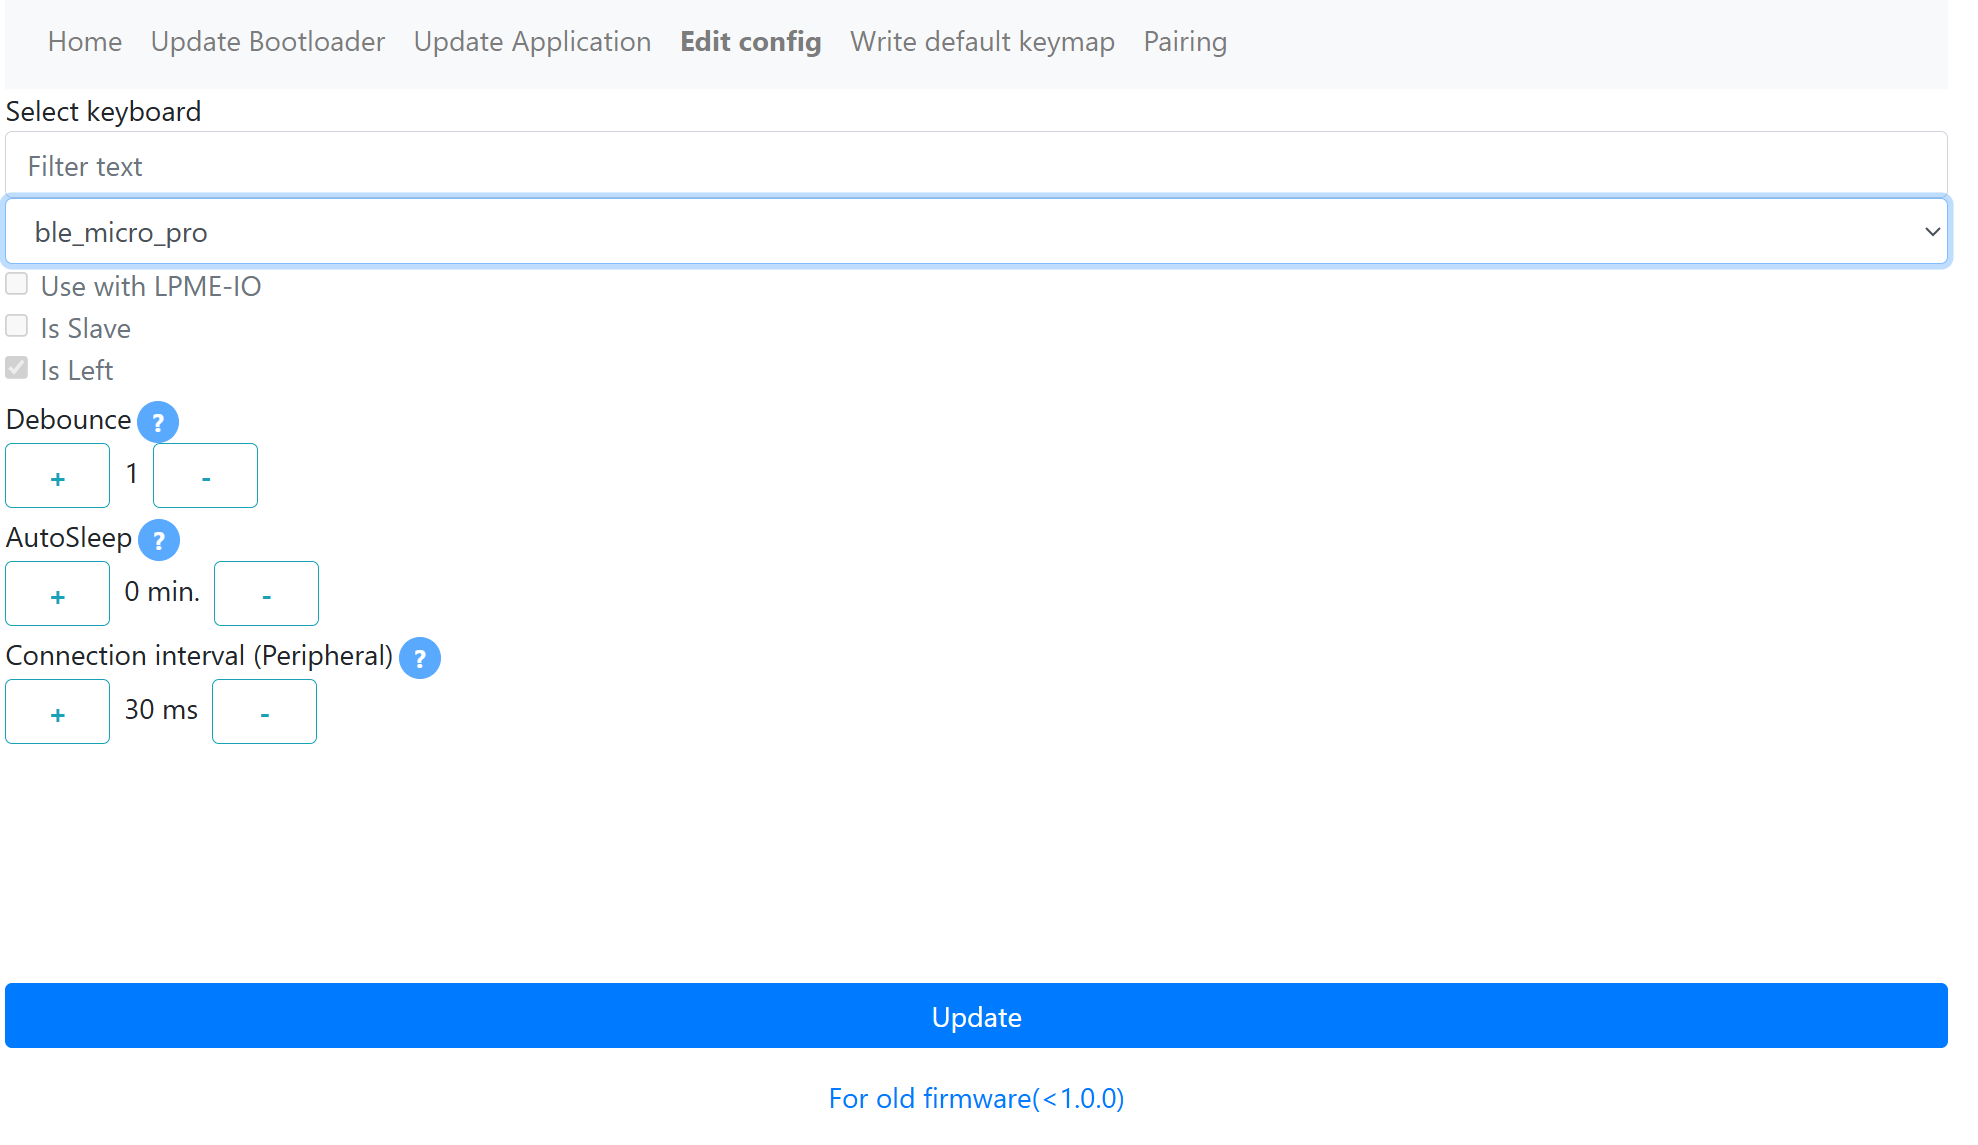 Home Update Bootloader Update Application Edit config Write default keymap Pairing
Select keyboard
Filter text
ble_micro_pro
Use with LPME-IO
Is Slave
Is Left
Debounce ?
+ 1 -
AutoSleep ?
+ 0 min. -
Connection interval (Peripheral) ?
+ 30 ms -
Update
For old firmware(<1.0.0)